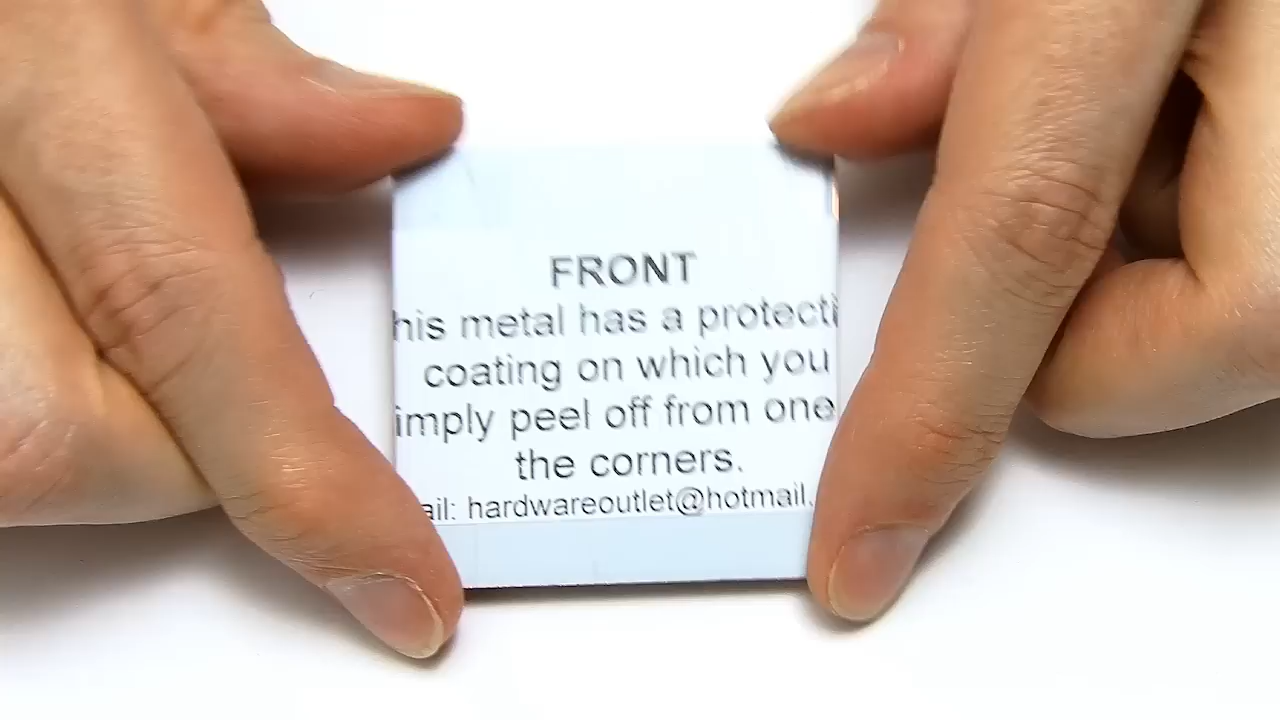 FRONT
his metal has a protecti
coating on which you
imply peel off from one
the corners.
ail: hardwareoutlet@hotmail.